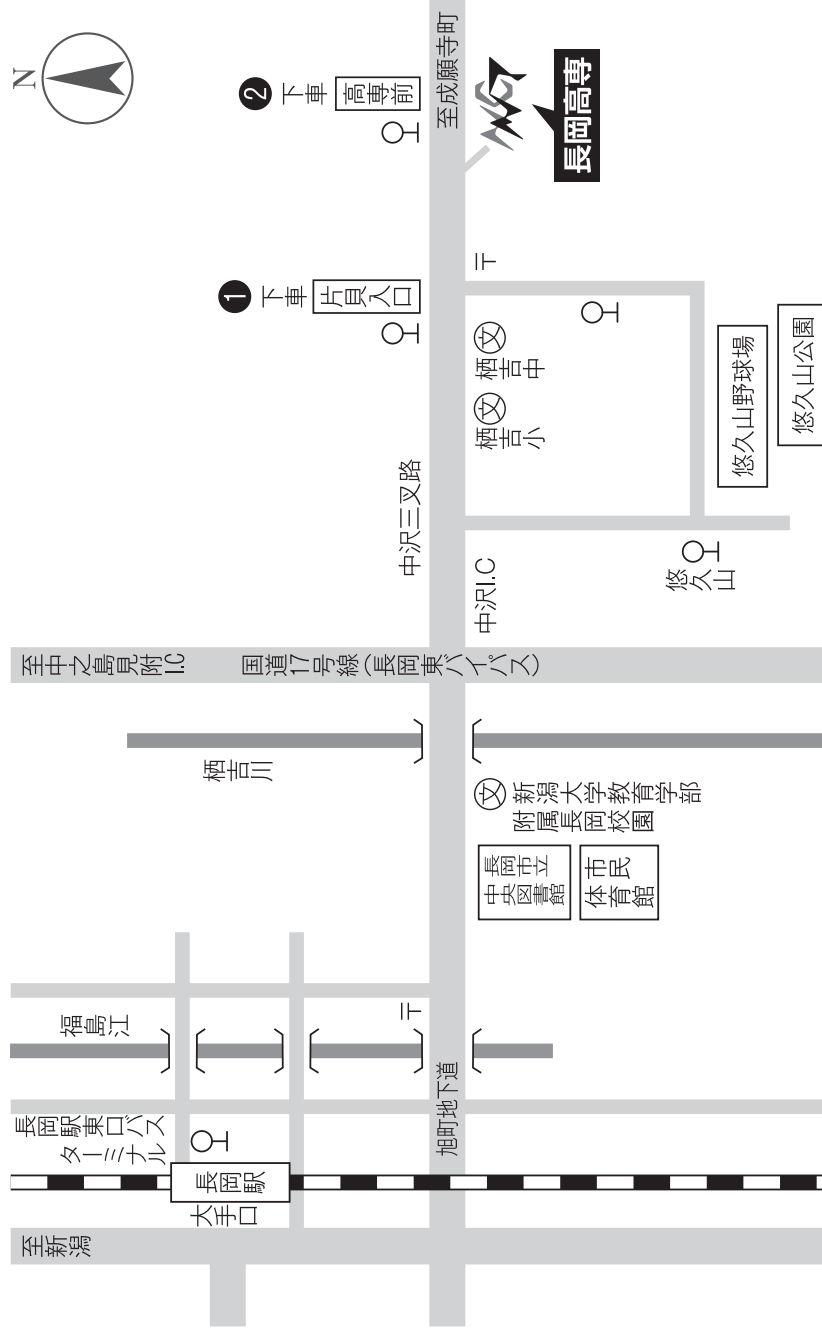 N
❷
下車
高専前
至成願寺町
長岡高専
❶
下車
片貝入口
〒
栖吉中
文
栖吉小
文
悠久山野球場
悠久山公園
中沢三叉路
中沢I.C
悠久山
至中之島見附I.C
国道17号線(長岡東バイパス)
栖吉川
文
新潟大学教育学部
附属長岡校園
長岡市立
中央図書館
市民
体育館
福島江
〒
長岡駅東口バス
ターミナル
旭町地下道
長岡駅
大手口
至新潟